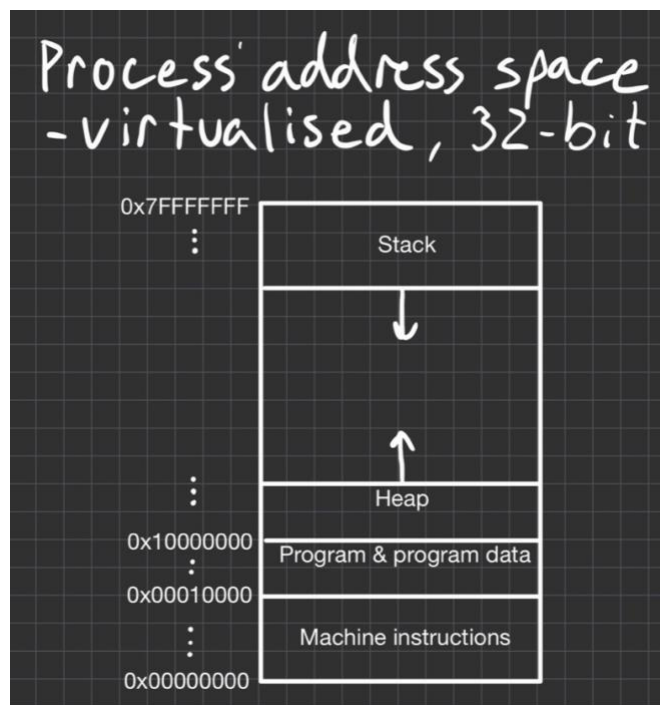 Process address space
-virtualised, 32-bit
0x7FFFFFFF
Stack
Heap
0x10000000
Program & program data
0x00010000
Machine instructions
0x00000000